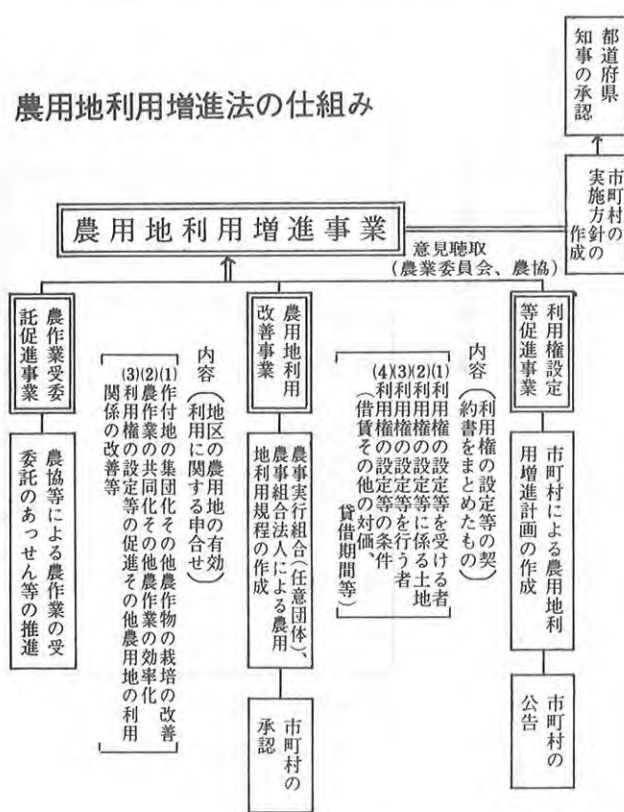 農用地利用増進法の仕組み
都道府県
知事の承認
市町村の
実施方針の
作成
農用地利用増進事業
意見聴取
(農業委員会、農協)
利用権設定
等促進事業
市町村による農用地利
用増進計画の作成
市町村の
公告
内容(利用権の設定等の契
約書をまとめたもの)
(1)利用権の設定等を受ける者
(2)利用権の設定等に係る土地
(3)利用権の設定等を行う者
(4)利用権の設定等の条件
(借賃その他の対価、
貸借期間等)
農用地利用
改善事業
農事実行組合(任意団体)、
農事組合法人による農用
地利用規程の作成
市町村の
承認
内容(地区の農用地の有効
利用に関する申合せ)
(1)作付地の集団化その他農作物の栽培の改善
(2)農作業の共同化その他農作業の効率化
(3)利用権の設定等の促進その他農用地の利用
関係の改善等
農作業受委
託促進事業
農協等による農作業の受
委託のあっせん等の推進